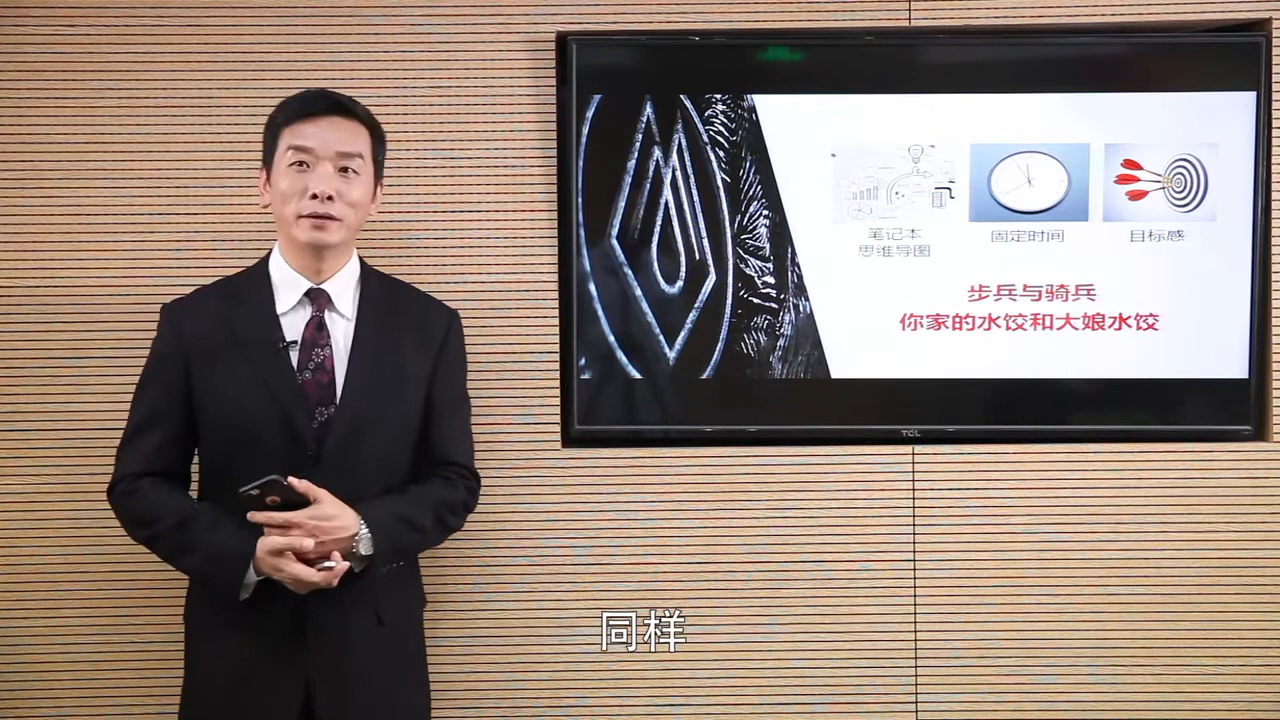 笔记本
思维导图
固定时间
目标感
步兵与骑兵
你家的水饺和大娘水饺
TCL
同样